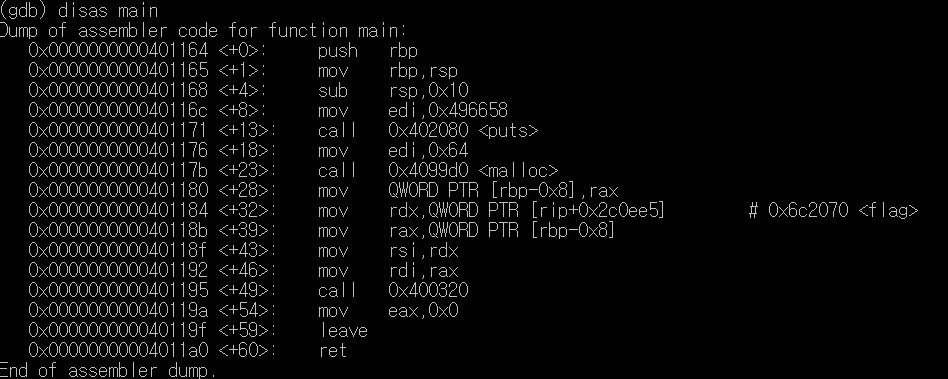 (gdb) disas main
Dump of assembler code for function main:
   0x0000000000401164 <+0>:     push   rbp
   0x0000000000401165 <+1>:     mov    rbp,rsp
   0x0000000000401168 <+4>:     sub    rsp,0x10
   0x000000000040116c <+8>:     mov    edi,0x496658
   0x0000000000401171 <+13>:    call   0x402080 <puts>
   0x0000000000401176 <+18>:    mov    edi,0x64
   0x000000000040117b <+23>:    call   0x4099d0 <malloc>
   0x0000000000401180 <+28>:    mov    QWORD PTR [rbp-0x8],rax
   0x0000000000401184 <+32>:    mov    rdx,QWORD PTR [rip+0x2c0ee5]        # 0x6c2070 <flag>
   0x000000000040118b <+39>:    mov    rax,QWORD PTR [rbp-0x8]
   0x000000000040118f <+43>:    mov    rsi,rdx
   0x0000000000401192 <+46>:    mov    rdi,rax
   0x0000000000401195 <+49>:    call   0x400320
   0x000000000040119a <+54>:    mov    eax,0x0
   0x000000000040119f <+59>:    leave
   0x00000000004011a0 <+60>:    ret
End of assembler dump.